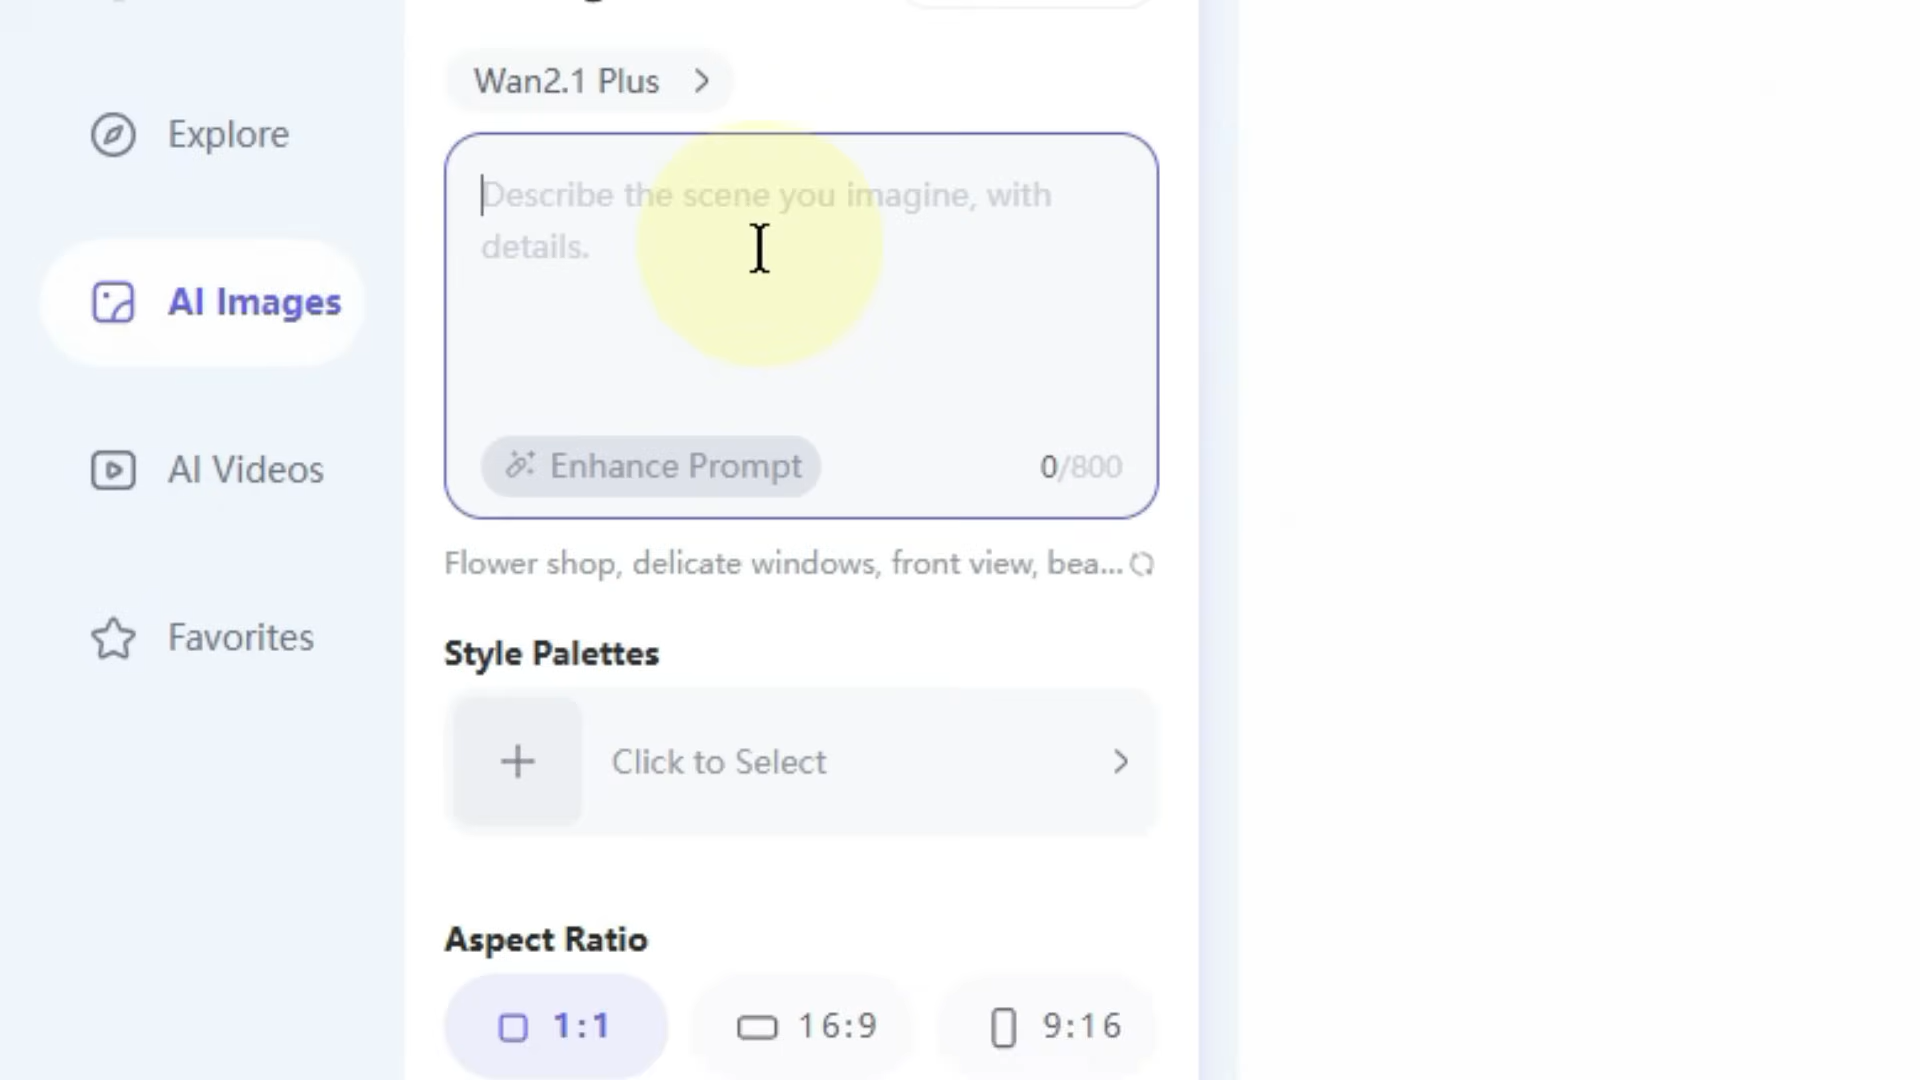 Explore
AI Images
AI Videos
Favorites
Wan2.1 Plus
Describe the scene you imagine, with
details.
Enhance Prompt
0/800
Flower shop, delicate windows, front view, bea...
Style Palettes
Click to Select
Aspect Ratio
1:1
16:9
9:16